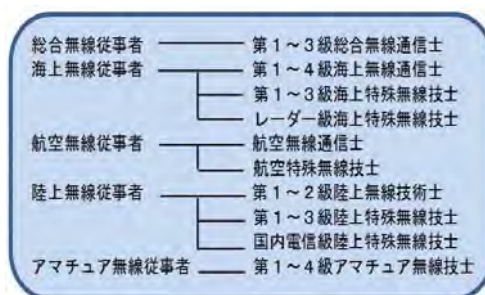 総合無線従事者 第１～３級総合無線通信士
海上無線従事者 第１～４級海上無線通信士
第１～３級海上特殊無線技士
レーダー級海上特殊無線技士
航空無線従事者 航空無線通信士
航空特殊無線技士
陸上無線従事者 第１～２級陸上無線技術士
第１～３級陸上特殊無線技士
国内電信級陸上特殊無線技士
アマチュア無線従事者 第１～４級アマチュア無線技士